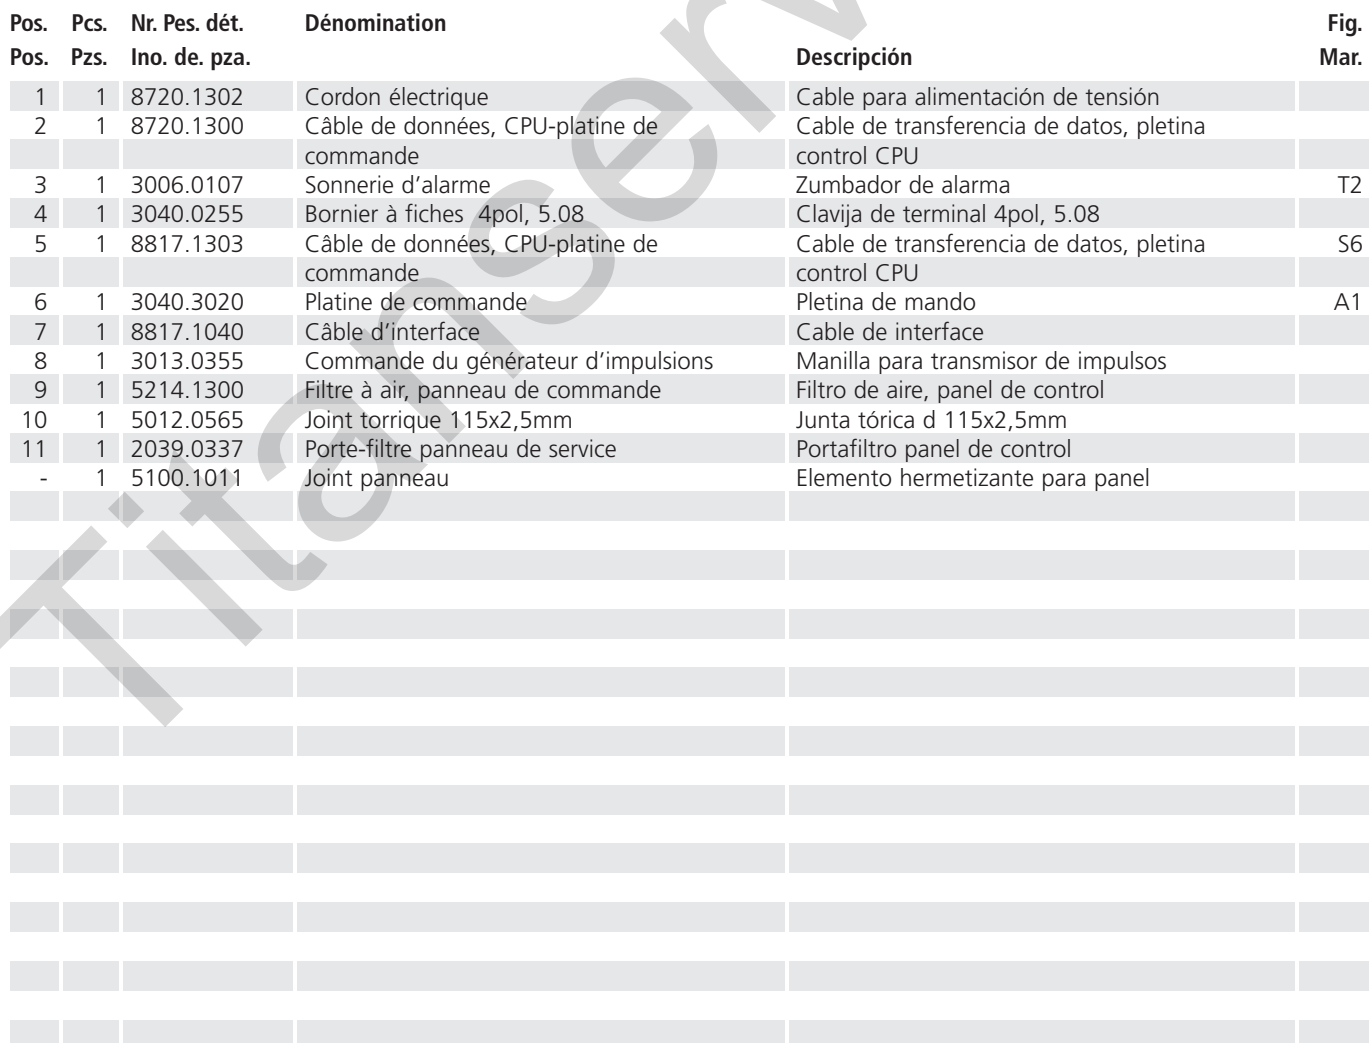 Pos. Pcs. Nr. Pes. dét. Dénomination Fig.
Pos. Pzs. Ino. de. pza. Descripción Mar.
1 1 8720.1302 Cordon électrique Cable para alimentación de tensión
2 1 8720.1300 Câble de données, CPU-platine de Cable de transferencia de datos, pletina
commande control CPU
3 1 3006.0107 Sonnerie d’alarme Zumbador de alarma T2
4 1 3040.0255 Bornier à fiches 4pol, 5.08 Clavija de terminal 4pol, 5.08
5 1 8817.1303 Câble de données, CPU-platine de Cable de transferencia de datos, pletina S6
commande control CPU
6 1 3040.3020 Platine de commande Pletina de mando A1
7 1 8817.1040 Câble d’interface Cable de interface
8 1 3013.0355 Commande du générateur d’impulsions Manilla para transmisor de impulsos
9 1 5214.1300 Filtre à air, panneau de commande Filtro de aire, panel de control
10 1 5012.0565 Joint torrique 115x2,5mm Junta tórica d 115x2,5mm
11 1 2039.0337 Porte-filtre panneau de service Portafiltro panel de control
- 1 5100.1011 Joint panneau Elemento hermetizante para panel
Titanserv